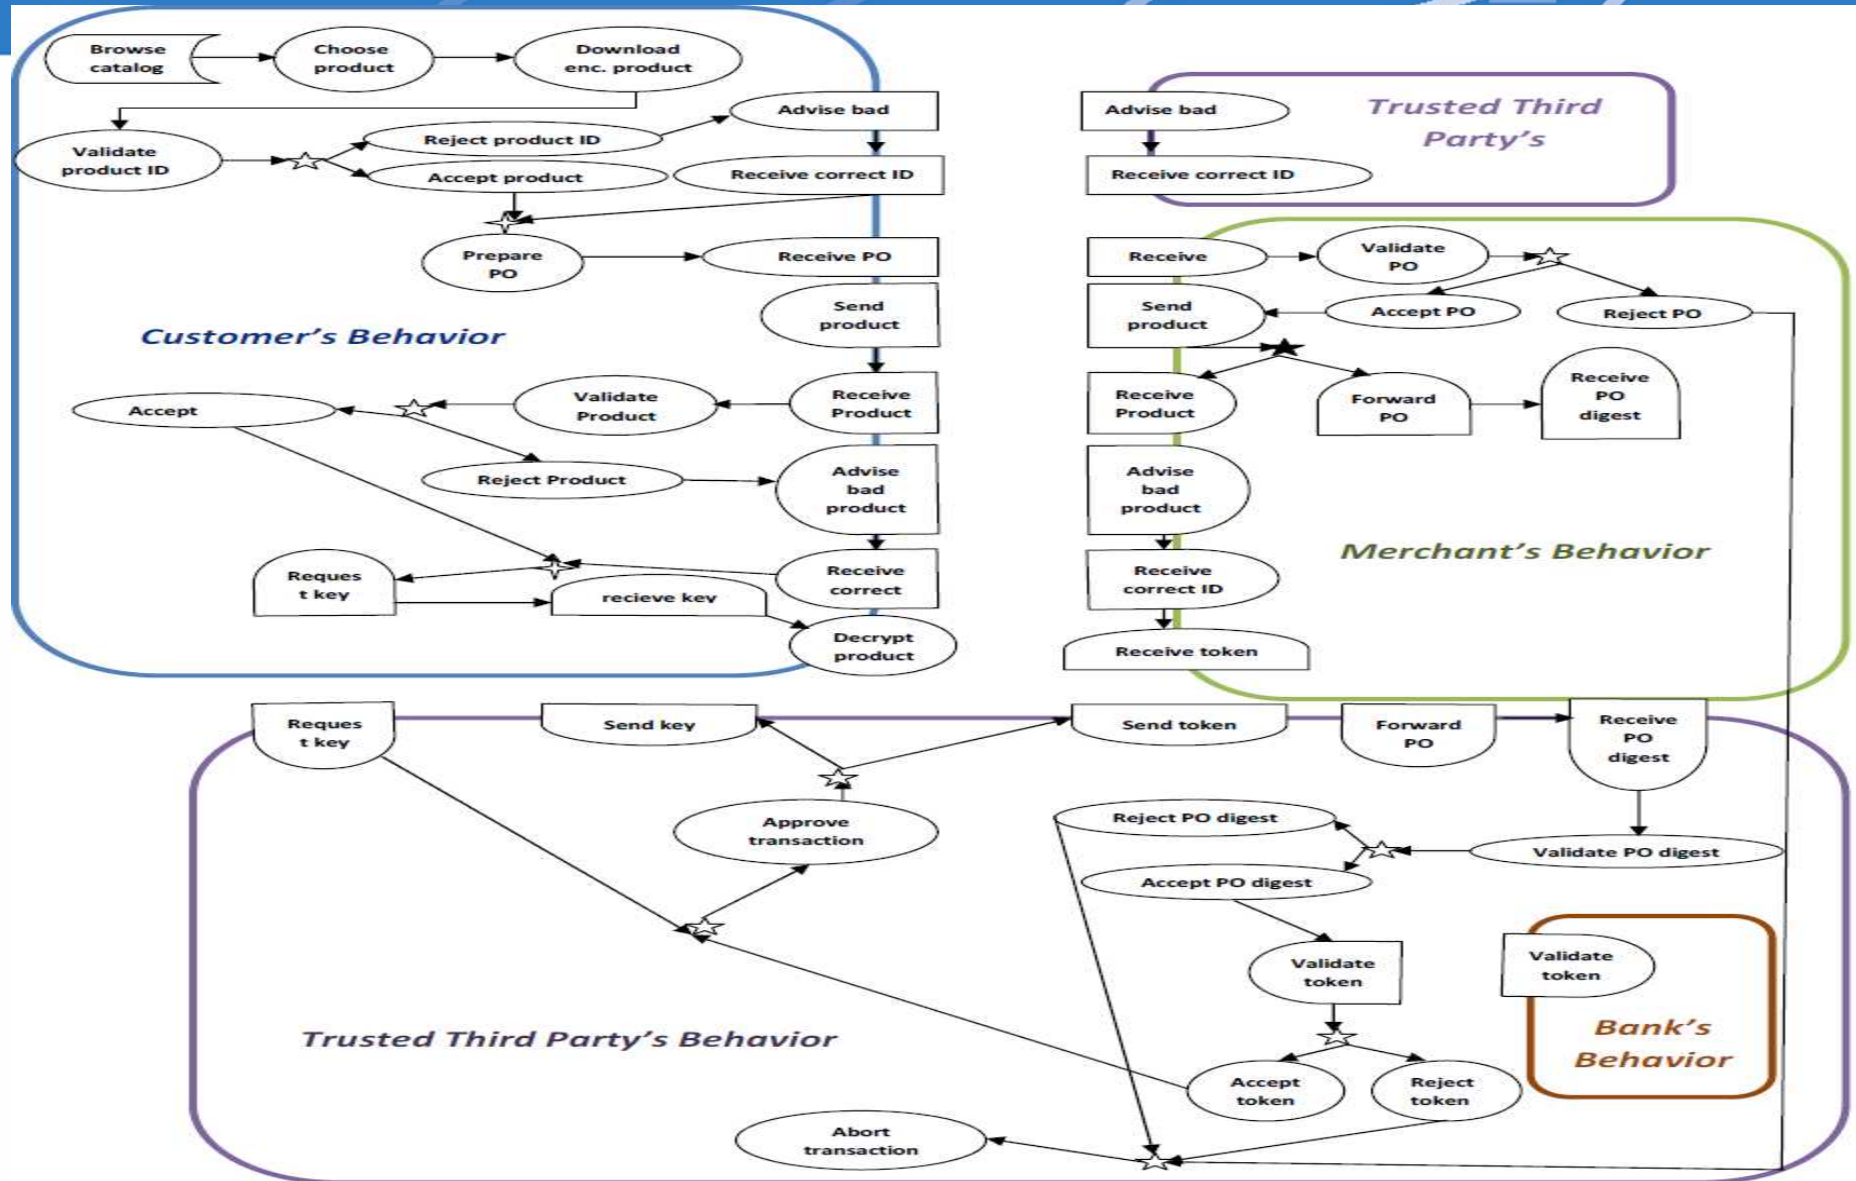 Browse
catalog
Choose
product
Download
enc. product
Advise bad
Advise bad
Trusted Third
Party's
Validate
product ID
Reject product ID
Accept product
Receive correct ID
Receive correct ID
Prepare
PO
Receive PO
Receive
Validate
PO
Send
product
Send
product
Accept PO
Reject PO
Customer's Behavior
Accept
Validate
Product
Receive
Product
Receive
Product
Forward
PO
Receive
PO
digest
Reject Product
Advise
bad
product
Advise
bad
product
Merchant's Behavior
Reques
t key
recieve key
Receive
correct
Receive
correct ID
Decrypt
product
Receive token
Reques
t key
Send key
Send token
Forward
PO
Receive
PO
digest
Approve
transaction
Reject PO digest
Validate PO digest
Accept PO digest
Validate
token
Validate
token
Trusted Third Party's Behavior
Bank's
Behavior
Accept
token
Reject
token
Abort
transaction